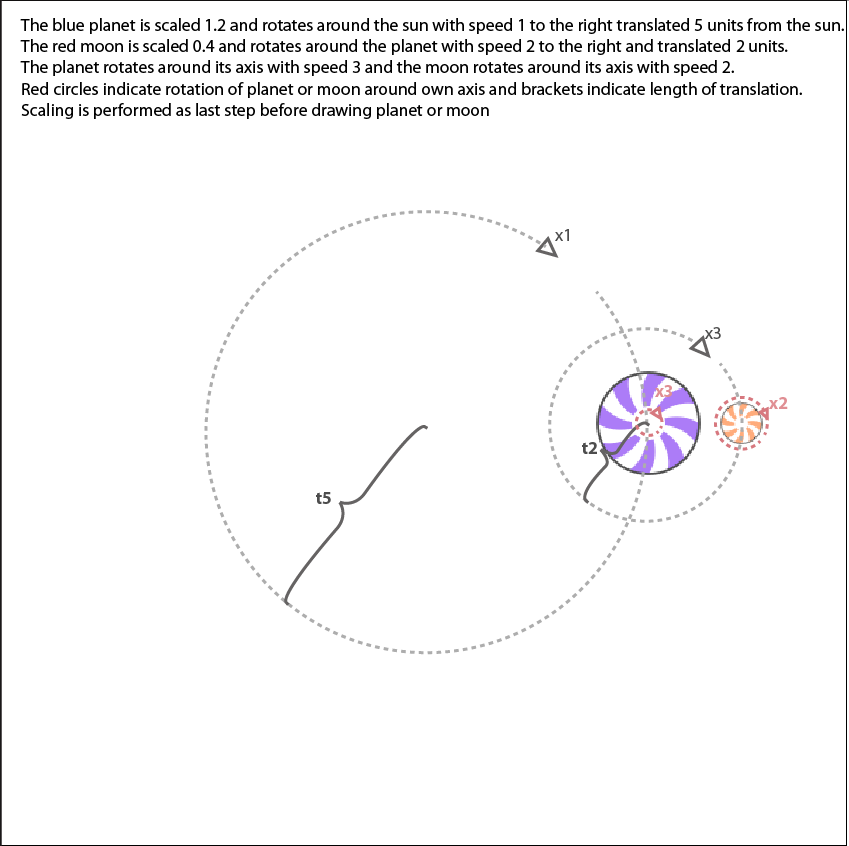 The blue planet is scaled 1.2 and rotates around the sun with speed 1 to the right translated 5 units from the sun.
The red moon is scaled 0.4 and rotates around the planet with speed 2 to the right and translated 2 units.
The planet rotates around its axis with speed 3 and the moon rotates around its axis with speed 2.
Red circles indicate rotation of planet or moon around own axis and brackets indicate length of translation.
Scaling is performed as last step before drawing planet or moon
x1
x3
x3
x2
t2
t5